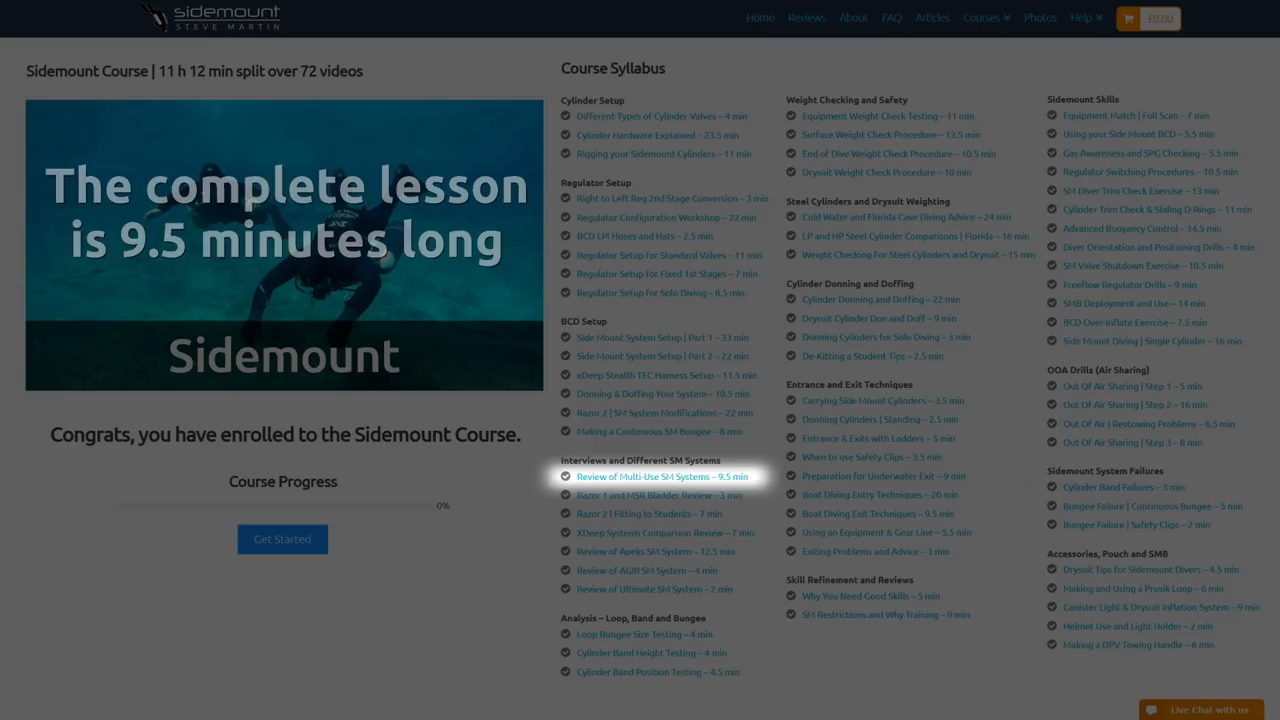 sidemount
STEVE MARTIN
Home Reviews About FAQ Articles Courses Photos Help £0.00
Sidemount Course | 11 h 12 min split over 72 videos
The complete lesson
is 9.5 minutes long
Sidemount
Congrats, you have enrolled to the Sidemount Course.
Course Progress
0%
Get Started
Course Syllabus
Cylinder Setup
Different Types of Cylinder Valves – 4 min
Cylinder Hardware Explained – 23.5 min
Rigging your Sidemount Cylinders – 11 min
Regulator Setup
Right to Left Reg 2nd Stage Conversion – 3 min
Regulator Configuration Workshop – 22 min
BCD LPI Hoses and Hats – 2.5 min
Regulator Setup for Standard Valves – 11 min
Regulator Setup for Fixed 1st Stages – 7 min
Regulator Setup for Solo Diving – 8.5 min
BCD Setup
Side Mount System Setup | Part 1 – 33 min
Side Mount System Setup | Part 2 – 22 min
xDeep Stealth TEC Harness Setup – 11.5 min
Donning & Doffing Your System – 10.5 min
Razor 2 | SM System Modifications – 22 min
Making a Continuous SM Bungee – 8 min
Interviews and Different SM Systems
Review of Multi-Use SM Systems – 9.5 min
Razor 1 and MSR Bladder Review – 3 min
Razor 2 | Fitting to Students – 7 min
XDeep Systems Comparison Review – 7 min
Review of Apeks SM System – 12.5 min
Review of AGIR SM System – 4 min
Review of Ultimate SM System – 2 min
Analysis – Loop, Band and Bungee
Loop Bungee Size Testing – 4 min
Cylinder Band Height Testing – 4 min
Cylinder Band Position Testing – 4.5 min
Weight Checking and Safety
Equipment Weight Check Testing – 11 min
Surface Weight Check Procedure – 13.5 min
End of Dive Weight Check Procedure – 10.5 min
Drysuit Weight Check Procedure – 10 min
Steel Cylinders and Drysuit Weighting
Cold Water and Florida Cave Diving Advice – 24 min
LP and HP Steel Cylinder Comparisons | Florida – 16 min
Weight Checking For Steel Cylinders and Drysuit – 15 min
Cylinder Donning and Doffing
Cylinder Donning and Doffing – 22 min
Drysuit Cylinder Don and Doff – 9 min
Donning Cylinders for Solo Diving – 3 min
De-Kitting a Student Tips – 2.5 min
Entrance and Exit Techniques
Carrying Side Mount Cylinders – 3.5 min
Donning Cylinders | Standing – 2.5 min
Entrance & Exits with Ladders – 5 min
When to use Safety Clips – 3.5 min
Preparation for Underwater Exit – 9 min
Boat Diving Entry Techniques – 20 min
Boat Diving Exit Techniques – 9.5 min
Using an Equipment & Gear Line – 5.5 min
Exiting Problems and Advice – 3 min
Skill Refinement and Reviews
Why You Need Good Skills – 5 min
SM Restrictions and Why Training – 9 min
Sidemount Skills
Equipment Match | Full Scan – 7 min
Using your Side Mount BCD – 5.5 min
Gas Awareness and SPG Checking – 5.5 min
Regulator Switching Procedures – 10.5 min
SM Diver Trim Check Exercise – 13 min
Cylinder Trim Check & Sliding D-Rings – 11 min
Advanced Buoyancy Control – 14.5 min
Diver Orientation and Positioning Drills – 4 min
SM Valve Shutdown Exercise – 10.5 min
Freeflow Regulator Drills – 9 min
SMB Deployment and Use – 14 min
BCD Over-Inflate Exercise – 7.5 min
Side Mount Diving | Single Cylinder – 16 min
OOA Drills (Air Sharing)
Out Of Air Sharing | Step 1 – 5 min
Out Of Air Sharing | Step 2 – 16 min
Out Of Air Sharing | Restowing Problems – 6.5 min
Out Of Air Sharing | Step 3 – 8 min
Sidemount System Failures
Cylinder Band Failures – 3 min
Bungee Failure | Continuous Bungee – 5 min
Bungee Failure | Safety Clips – 2 min
Accessories, Pouch and SMB
Drysuit Tips for Sidemount Divers – 4.5 min
Making and Using a Prusik Loop – 6 min
Canister Light & Drysuit Inflation System – 9 min
Helmet Use and Light Holder – 2 min
Making a DPV Towing Handle – 6 min
Live Chat with us